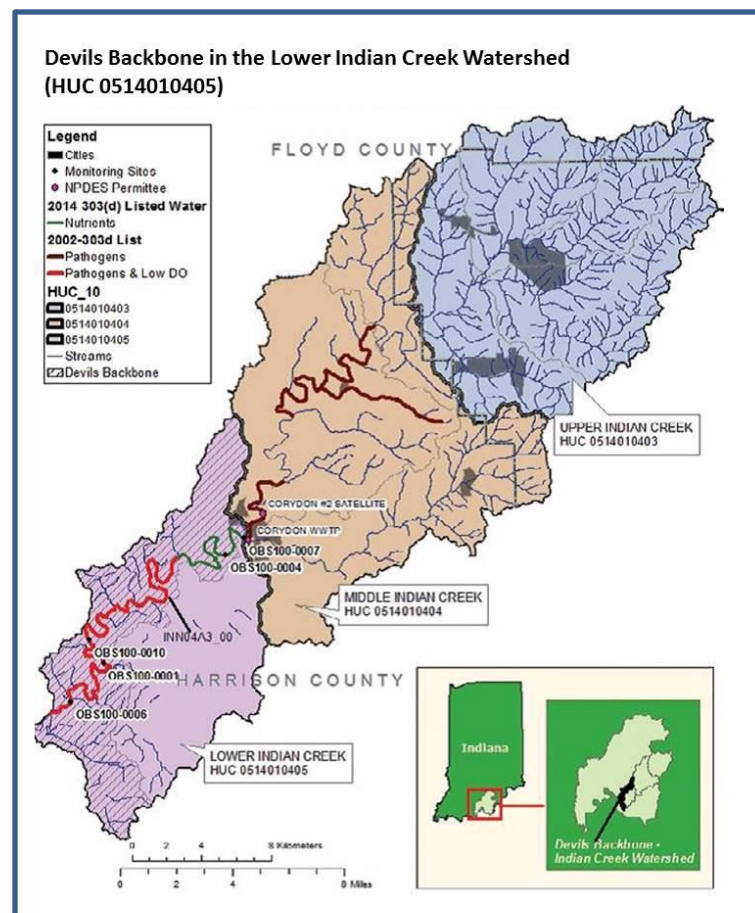 Devils Backbone in the Lower Indian Creek Watershed
(HUC 0514010405)
Legend
Cities
Monitoring Sites
NPDES Permittee
2014 303(d) Listed Water
Nutrients
2002-303d List
Pathogens
Pathogens & Low DO
HUC_10
0514010403
0514010404
0514010405
Streams
Devils Backbone
FLOYD COUNTY
UPPER INDIAN CREEK
HUC 0514010403
CORYDON #2 SATELLITE
CORYDON WWTP
OBS100-0007
OBS100-0004
MIDDLE INDIAN CREEK
HUC 0514010404
INN04A3_00
OBS100-0010
OBS100-0001
HARRISON COUNTY
OBS100-0006
LOWER INDIAN CREEK
HUC 0514010405
Indiana
Devils Backbone -
Indian Creek Watershed
0 2 4 8 Kilometers
0 2 4 0 Miles